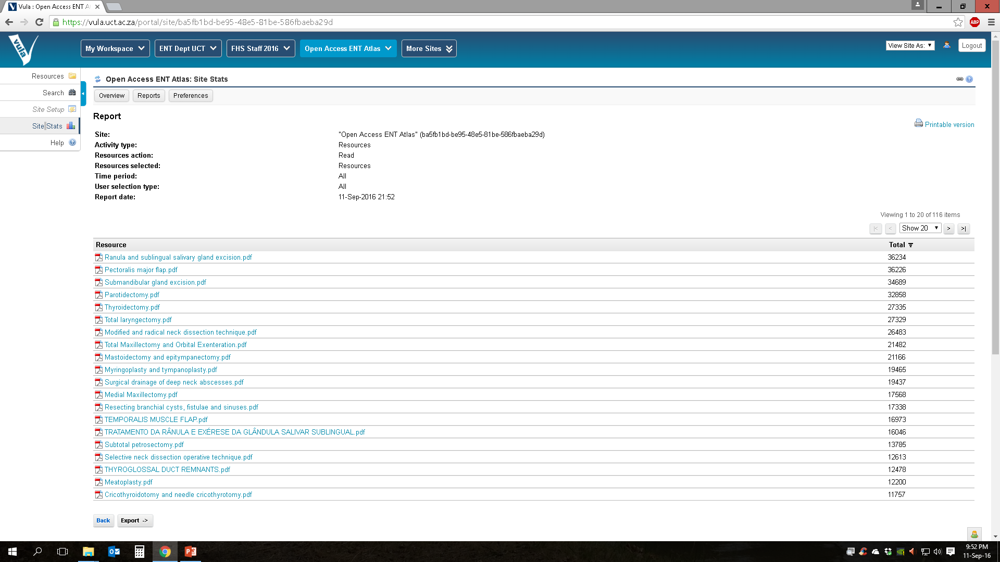 Vula : Open Access ENT A
https://vula.uct.ac.za/portal/site/ba5fb1bd-be95-48e5-81be-586fbaeba29d
ABP
vula
My Workspace
ENT Dept UCT
FHS Staff 2016
Open Access ENT Atlas
More Sites
View Site As:
Logout
Resources
Search
Site Setup
Site Stats
Help
Open Access ENT Atlas: Site Stats
Overview Reports Preferences
Report
Printable version
Site: "Open Access ENT Atlas" (ba5fb1bd-be95-48e5-81be-586fbaeba29d)
Activity type: Resources
Resources action: Read
Resources selected: Resources
Time period: All
User selection type: All
Report date: 11-Sep-2016 21:52
Viewing 1 to 20 of 116 items
|< < Show 20 > >|
Resource Total
Ranula and sublingual salivary gland excision.pdf 36234
Pectoralis major flap.pdf 36226
Submandibular gland excision.pdf 34689
Parotidectomy.pdf 32858
Thyroidectomy.pdf 27335
Total laryngectomy.pdf 27329
Modified and radical neck dissection technique.pdf 26483
Total Maxillectomy and Orbital Exenteration.pdf 21482
Mastoidectomy and epitympanectomy.pdf 21166
Myringoplasty and tympanoplasty.pdf 19465
Surgical drainage of deep neck abscesses.pdf 19437
Medial Maxillectomy.pdf 17568
Resecting branchial cysts, fistulae and sinuses.pdf 17338
TEMPORALIS MUSCLE FLAP.pdf 16973
TRATAMENTO DA RÂNULA E EXÉRESE DA GLÂNDULA SALIVAR SUBLINGUAL.pdf 16046
Subtotal petrosectomy.pdf 13785
Selective neck dissection operative technique.pdf 12613
THYROGLOSSAL DUCT REMNANTS.pdf 12478
Meatoplasty.pdf 12200
Cricothyroidotomy and needle cricothyrotomy.pdf 11757
Back Export ->
9:52 PM
11-Sep-16